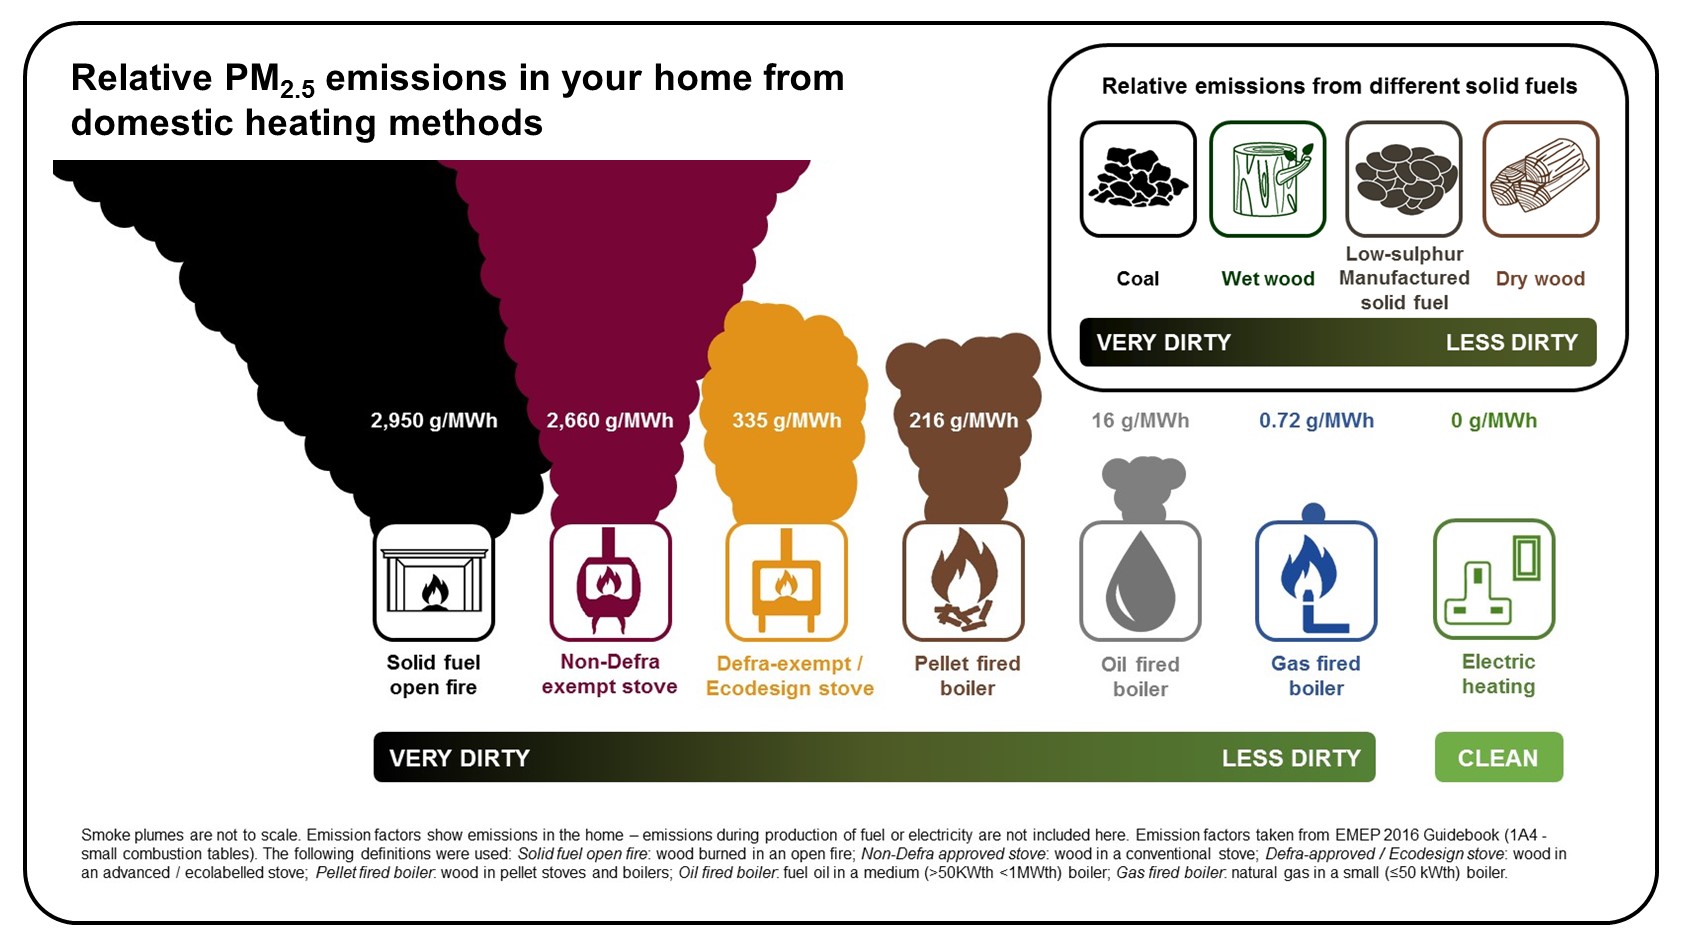 Relative PM2.5 emissions in your home from
domestic heating methods
Relative emissions from different solid fuels
Coal
Wet wood
Low-sulphur
Manufactured
solid fuel
Dry wood
VERY DIRTY
LESS DIRTY
2,950 g/MWh
2,660 g/MWh
335 g/MWh
216 g/MWh
16 g/MWh
0.72 g/MWh
0 g/MWh
Solid fuel
open fire
Non-Defra
exempt stove
Defra-exempt /
Ecodesign stove
Pellet fired
boiler
Oil fired
boiler
Gas fired
boiler
Electric
heating
VERY DIRTY
LESS DIRTY
CLEAN
Smoke plumes are not to scale. Emission factors show emissions in the home – emissions during production of fuel or electricity are not included here. Emission factors taken from EMEP 2016 Guidebook (1A4 -
small combustion tables). The following definitions were used: Solid fuel open fire: wood burned in an open fire; Non-Defra approved stove: wood in a conventional stove; Defra-approved / Ecodesign stove: wood in
an advanced / ecolabelled stove; Pellet fired boiler: wood in pellet stoves and boilers; Oil fired boiler: fuel oil in a medium (>50KWth <1MWth) boiler; Gas fired boiler: natural gas in a small (≤50 kWth) boiler.